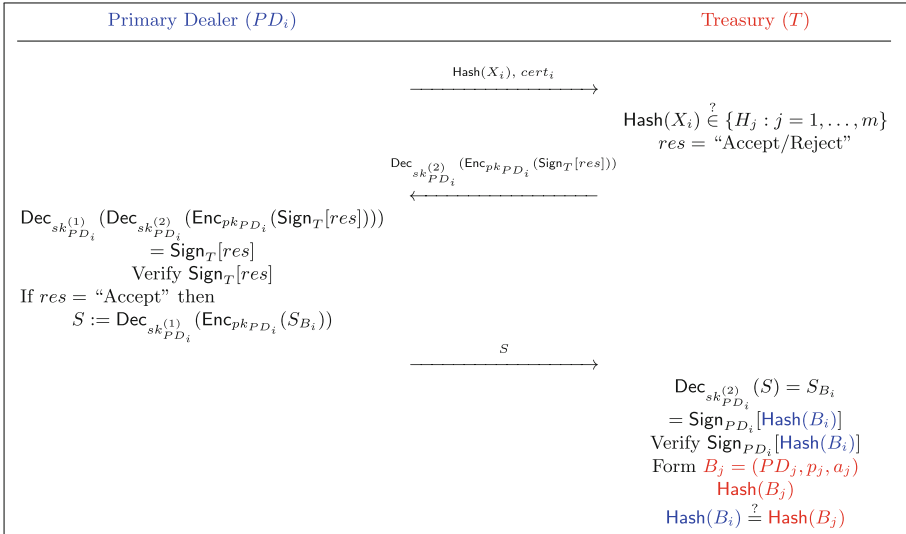 Primary Dealer (PD_i) Treasury (T)
Hash(X_i), cert_i
Hash(X_i) ∈^? {H_j : j = 1, . . . , m}
res = “Accept/Reject”
Dec_{sk^{(2)}_{PD_i}}(Enc_{pk_{PD_i}}(Sign_T[res]))
Dec_{sk^{(1)}_{PD_i}}(Dec_{sk^{(2)}_{PD_i}}(Enc_{pk_{PD_i}}(Sign_T[res])))
= Sign_T[res]
Verify Sign_T[res]
If res = “Accept” then
S := Dec_{sk^{(1)}_{PD_i}}(Enc_{pk_{PD_i}}(S_{B_i}))
S
Dec_{sk^{(2)}_{PD_i}}(S) = S_{B_i}
= Sign_{PD_i}[Hash(B_i)]
Verify Sign_{PD_i}[Hash(B_i)]
Form B_j = (PD_j, p_j, a_j)
Hash(B_j)
Hash(B_i) =^? Hash(B_j)